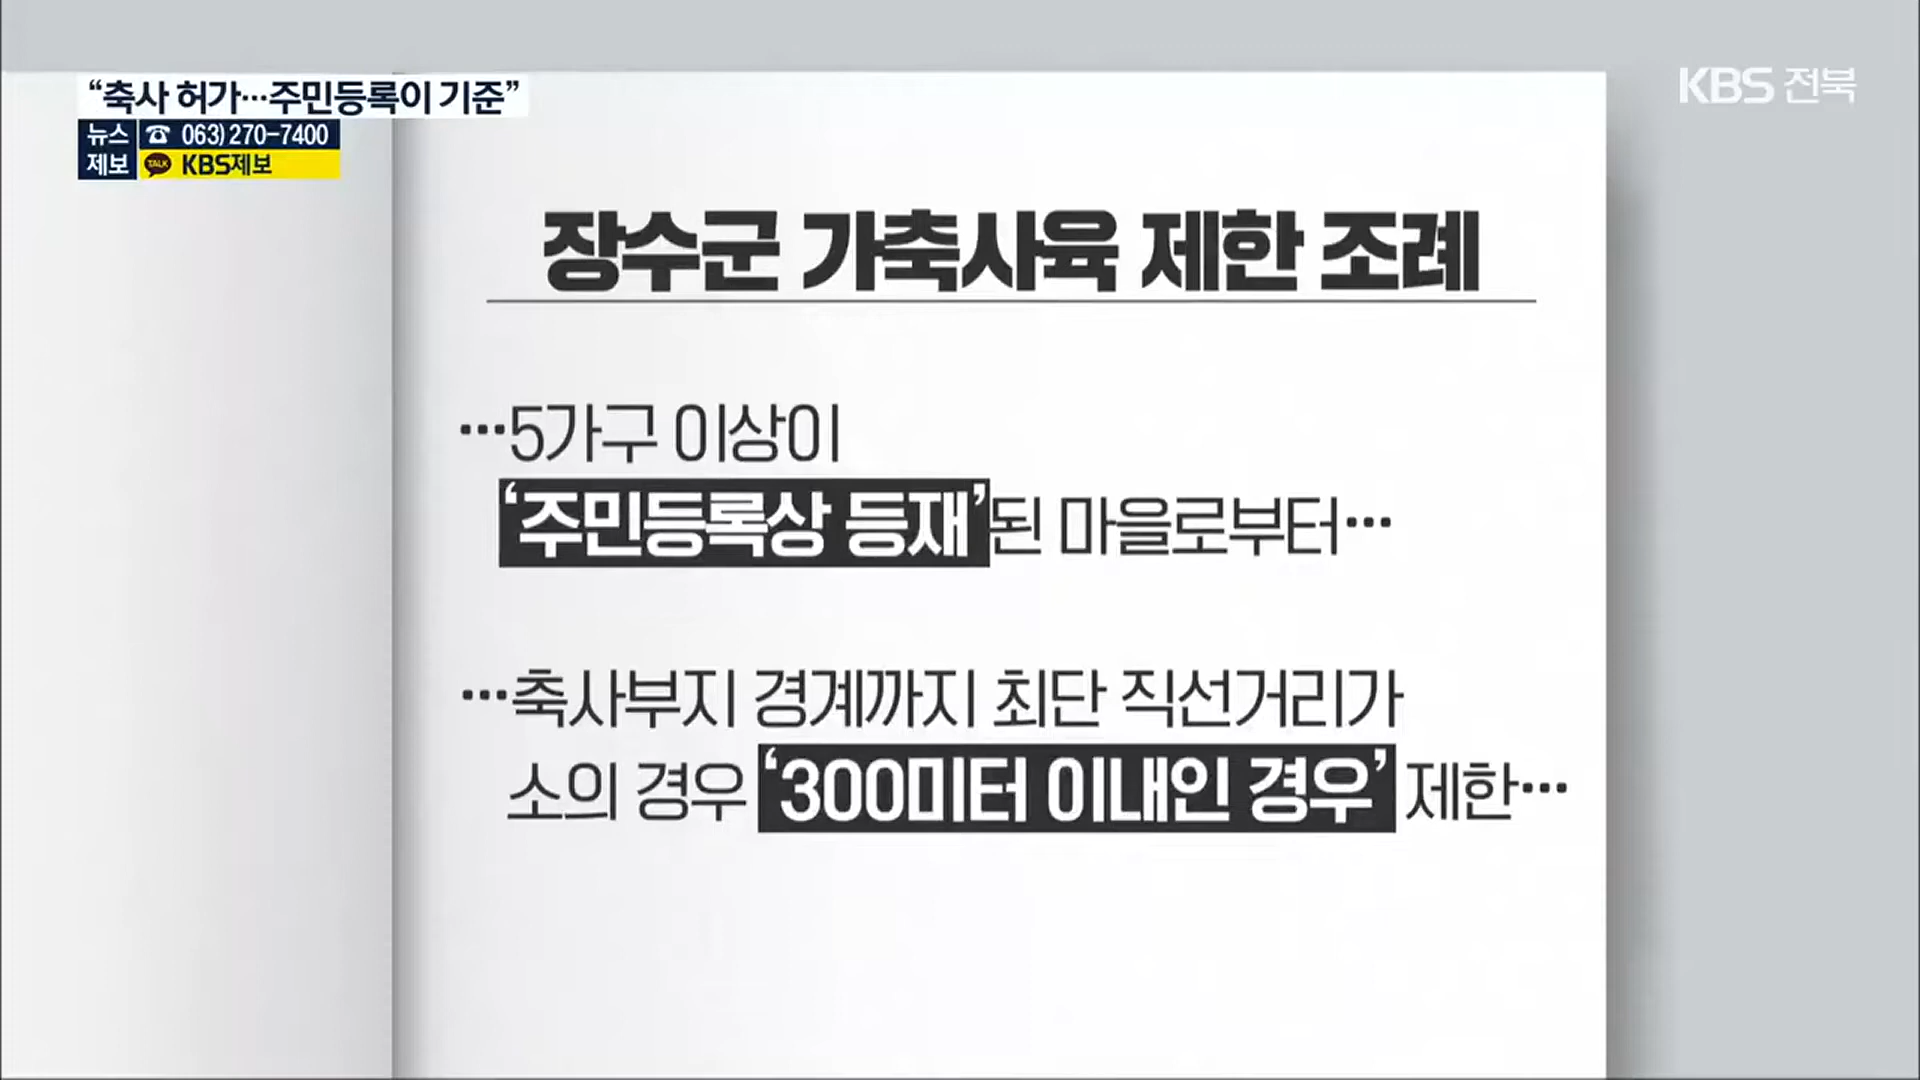 “축사 허가…주민등록이 기준”
KBS 전북
뉴스 ☎ 063)270-7400
제보 TALK KBS제보
장수군 가축사육 제한 조례
…5가구 이상이
‘주민등록상 등재’된 마을로부터…
…축사부지 경계까지 최단 직선거리가
소의 경우 ‘300미터 이내인 경우’ 제한…